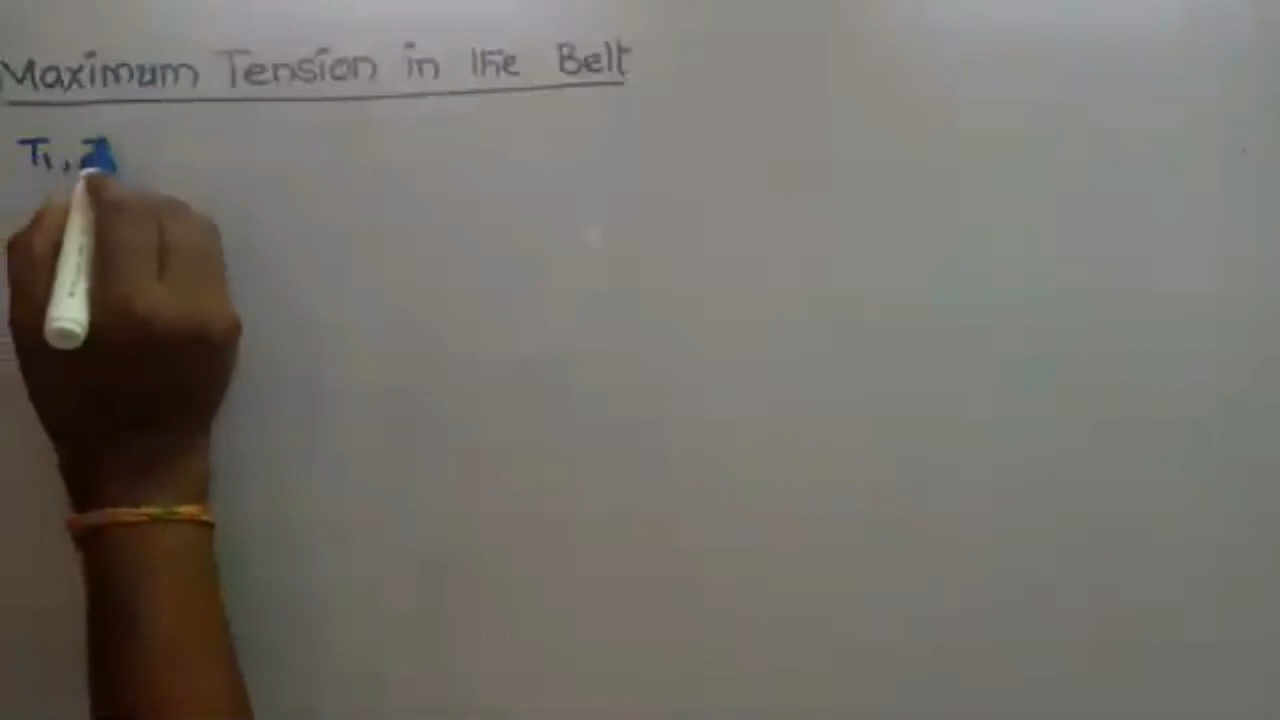 Maximum Tension in the Belt
T₁,